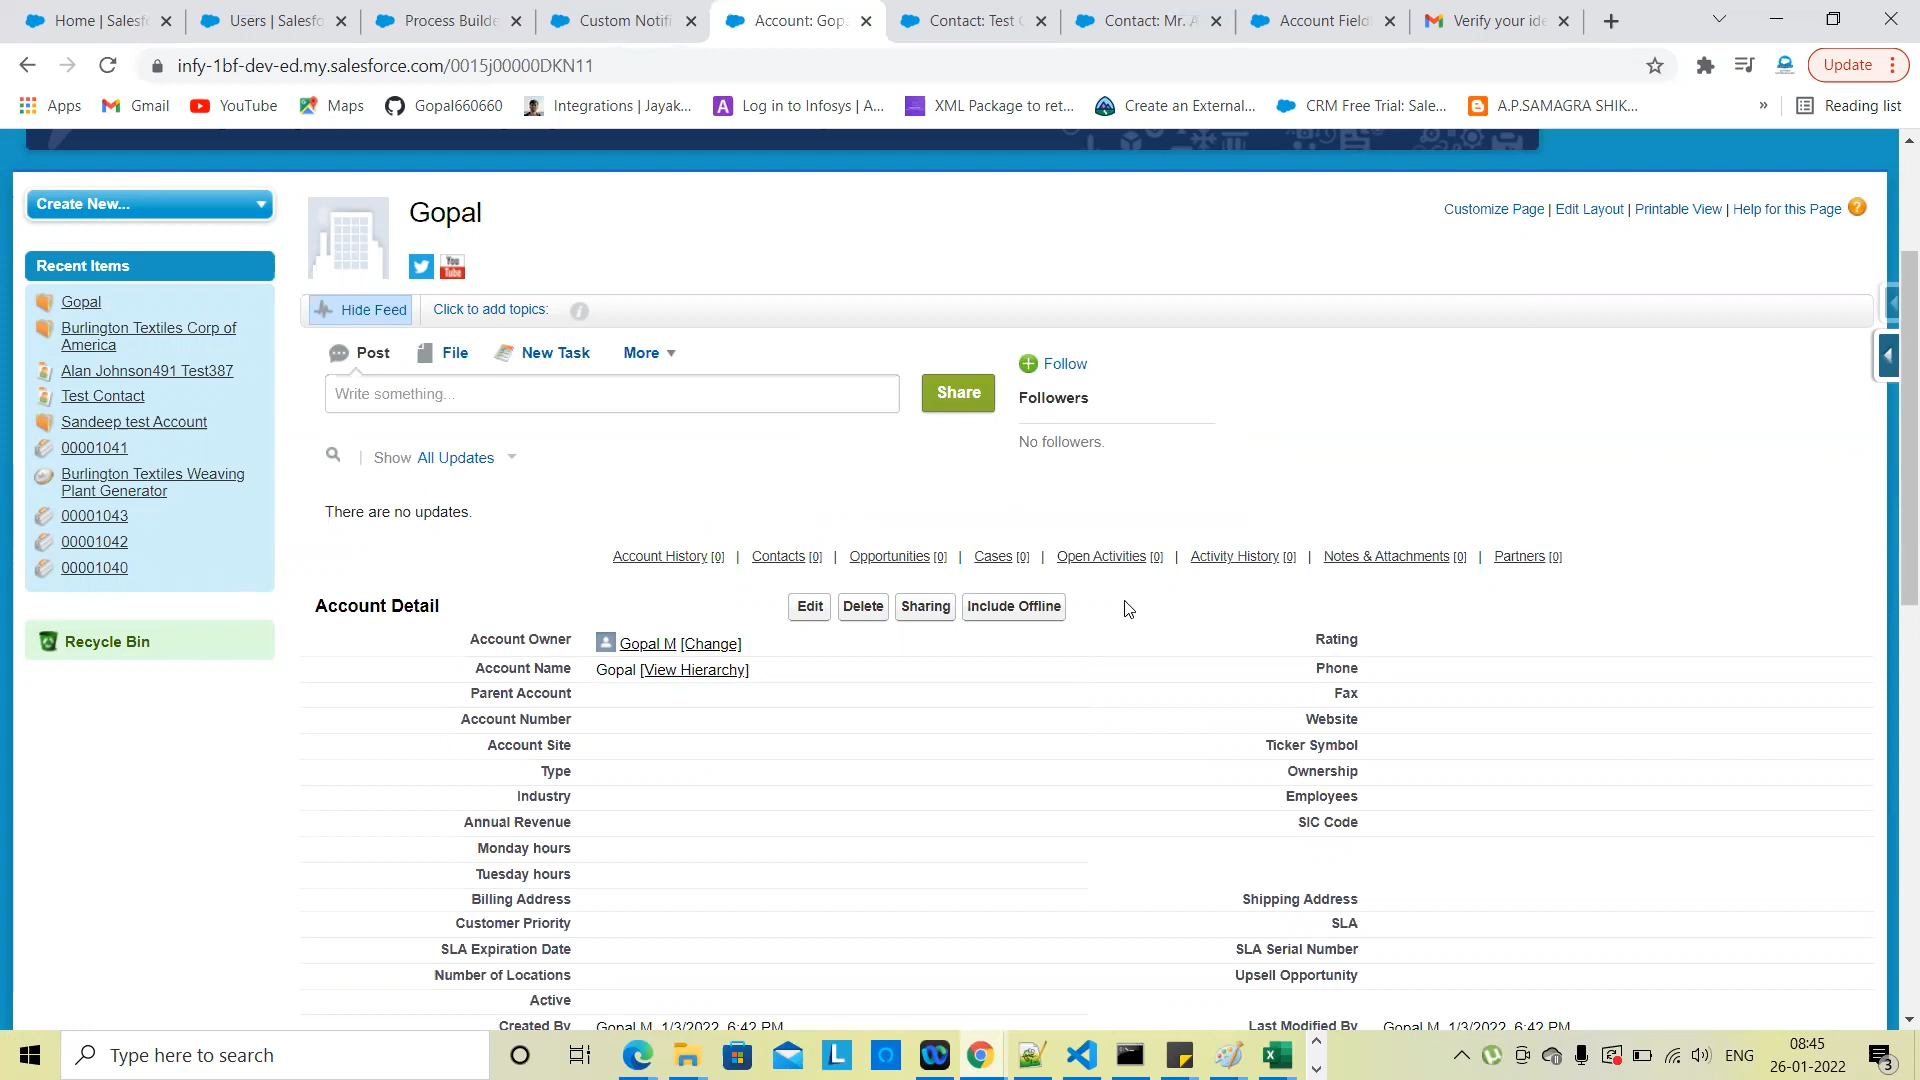 Home | Salesfo
Users | Salesfo
Process Builde
Custom Notifi
Account: Gopa
Contact: Test C
Contact: Mr. A
Account Field
Verify your ide
infy-1bf-dev-ed.my.salesforce.com/0015j00000DKN11
Update
Apps
Gmail
YouTube
Maps
Gopal660660
Integrations | Jayak...
Log in to Infosys | A...
XML Package to ret...
Create an External...
CRM Free Trial: Sale...
A.P.SAMAGRA SHIK...
»
Reading list
Create New...
Gopal
Customize Page | Edit Layout | Printable View | Help for this Page
You
Tube
Recent Items
Gopal
Burlington Textiles Corp of
America
Alan Johnson491 Test387
Test Contact
Sandeep test Account
00001041
Burlington Textiles Weaving
Plant Generator
00001043
00001042
00001040
Recycle Bin
Hide Feed
Click to add topics:
Post
File
New Task
More
Write something...
Share
Follow
Followers
No followers.
Show All Updates
There are no updates.
Account History [0] | Contacts [0] | Opportunities [0] | Cases [0] | Open Activities [0] | Activity History [0] | Notes & Attachments [0] | Partners [0]
Account Detail
Edit
Delete
Sharing
Include Offline
Account Owner Gopal M [Change] Rating
Account Name Gopal [View Hierarchy] Phone
Parent Account Fax
Account Number Website
Account Site Ticker Symbol
Type Ownership
Industry Employees
Annual Revenue SIC Code
Monday hours
Tuesday hours
Billing Address Shipping Address
Customer Priority SLA
SLA Expiration Date SLA Serial Number
Number of Locations Upsell Opportunity
Active
Created By Gopal M, 1/3/2022, 6:42 PM Last Modified By Gopal M, 1/3/2022, 6:42 PM
Type here to search
ENG
08:45
26-01-2022
3